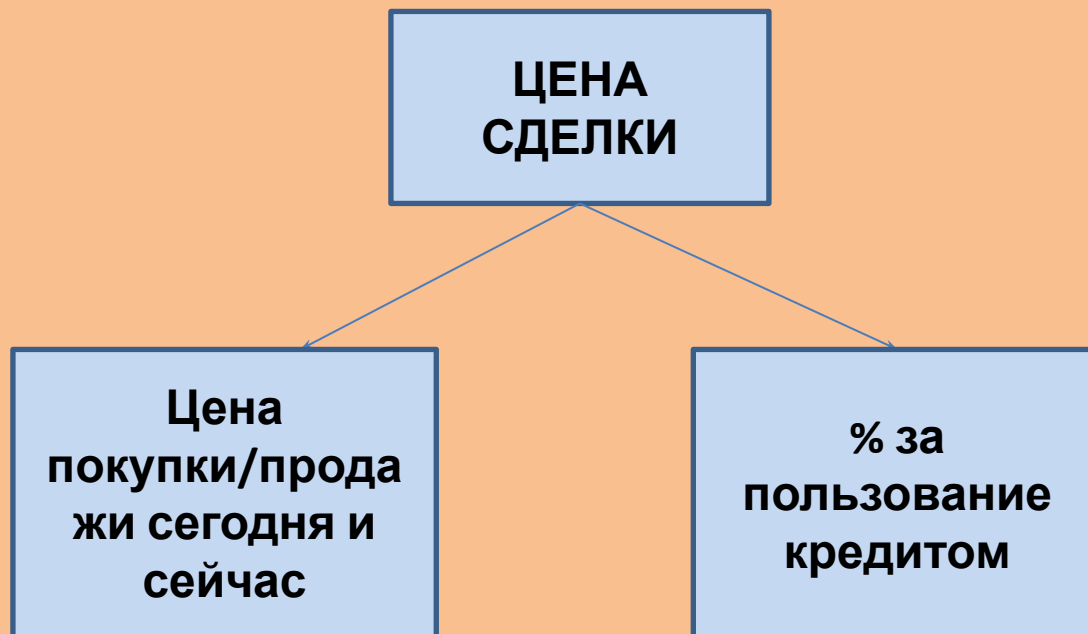 ЦЕНА
СДЕЛКИ
Цена
покупки/прода
жи сегодня и
сейчас
% за
пользование
кредитом